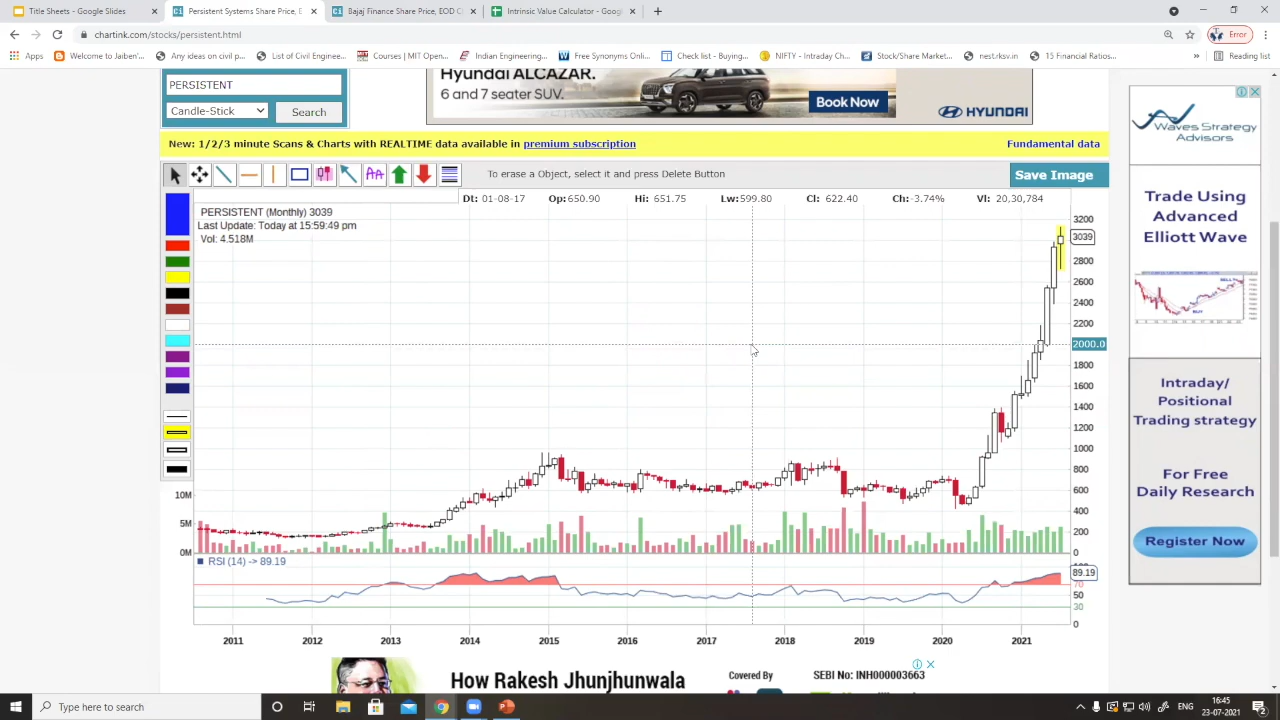 Title Sheets - Google Slides
PERSISTENT Persistent Systems Share Price, E
Bajaj Finance Share Price, EOD C
Intrinsic Value Calculator - Googl
chartink.com/stocks/persistent.html
Error
Apps
Welcome to Jaiben'...
Any ideas on civil p...
List of Civil Enginee...
Courses | MIT Open...
Indian Engineering...
Free Synonyms Onl...
Check list - Buying...
NIFTY - Intraday Ch...
Stock/Share Market...
nest.rksv.in
15 Financial Ratios...
»
Reading list
PERSISTENT
Candle-Stick
Search
Hyundai ALCAZAR.
6 and 7 seater SUV.
Book Now
HYUNDAI
New: 1/2/3 minute Scans & Charts with REALTIME data available in premium subscription
Fundamental data
To erase a Object, select it and press Delete Button
Save Image
Dt: 01-08-17 Op:650.90 Hi: 651.75 Lw:599.80 Cl: 622.40 Ch:-3.74% Vl: 20,30,784
PERSISTENT (Monthly) 3039
Last Update: Today at 15:59:49 pm
Vol: 4.518M
3200
3039
2800
2600
2400
2200
2000.0
1800
1600
1400
1200
1000
800
600
400
200
0
10M
5M
0M
RSI (14) -> 89.19
89.19
70
50
30
0
2011 2012 2013 2014 2015 2016 2017 2018 2019 2020 2021
Waves Strategy
Advisors
Trade Using
Advanced
Elliott Wave
Intraday/
Positional
Trading strategy
For Free
Daily Research
Register Now
How Rakesh Jhunjhunwala
Covered By
SEBI No: INH000003663
Type here to search
16:45
23-07-2021